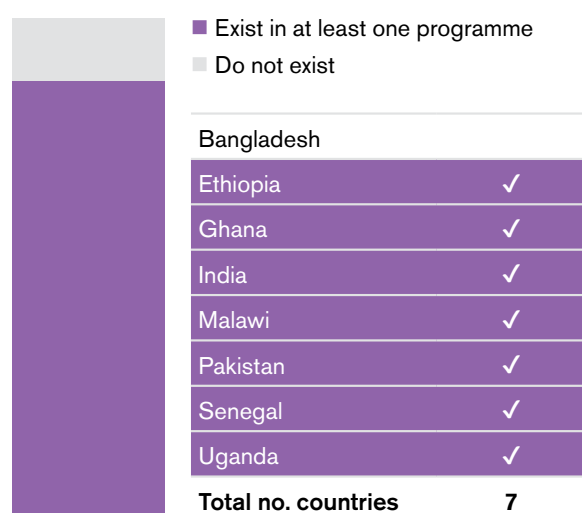 Exist in at least one programme
Do not exist
Bangladesh
Ethiopia ✓
Ghana ✓
India ✓
Malawi ✓
Pakistan ✓
Senegal ✓
Uganda ✓
Total no. countries 7